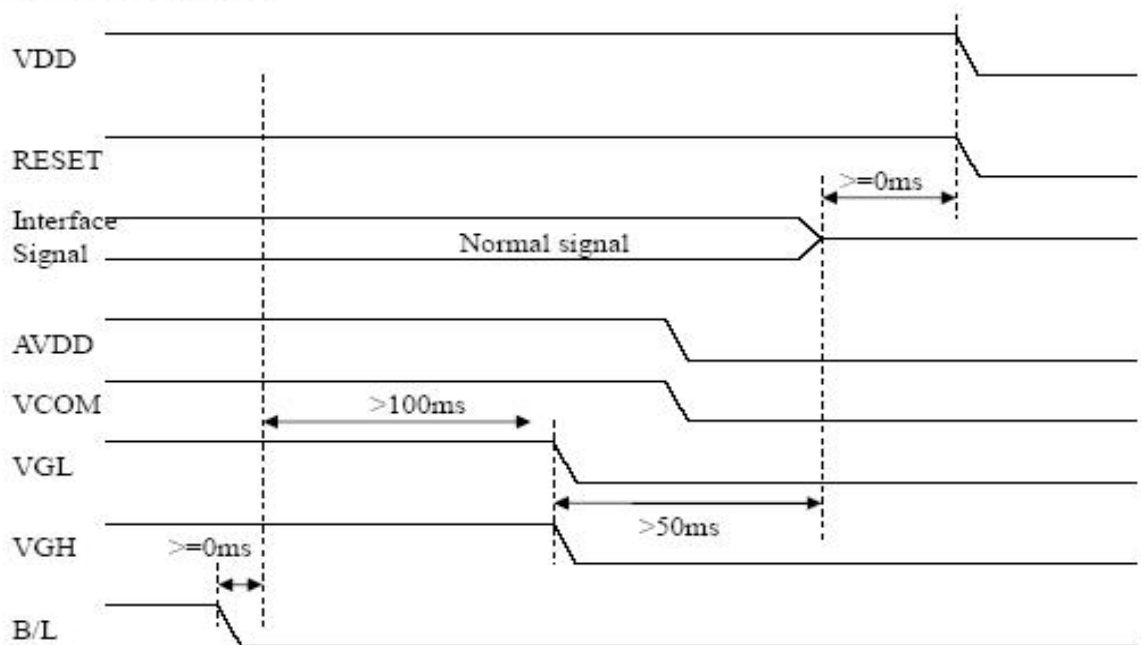 VDD
RESET
>=0ms
Interface
Signal
Normal signal
AVDD
VCOM
>100ms
VGL
>50ms
VGH
>=0ms
B/L